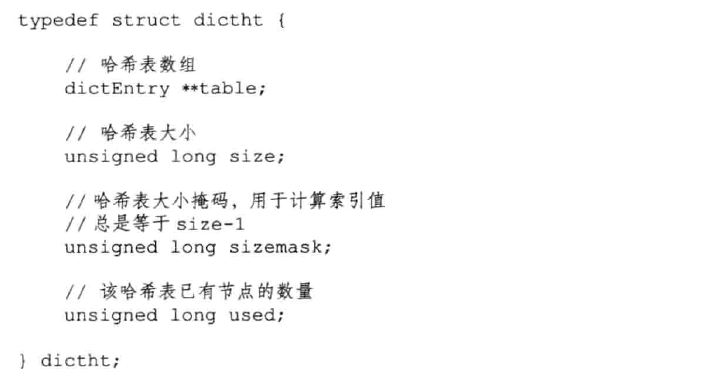 typedef struct dictht {
// 哈希表数组
dictEntry **table;
// 哈希表大小
unsigned long size;
//哈希表大小掩码，用于计算索引值
//总是等于 size-1
unsigned long sizemask;
// 该哈希表已有节点的数量
unsigned long used;
} dictht;